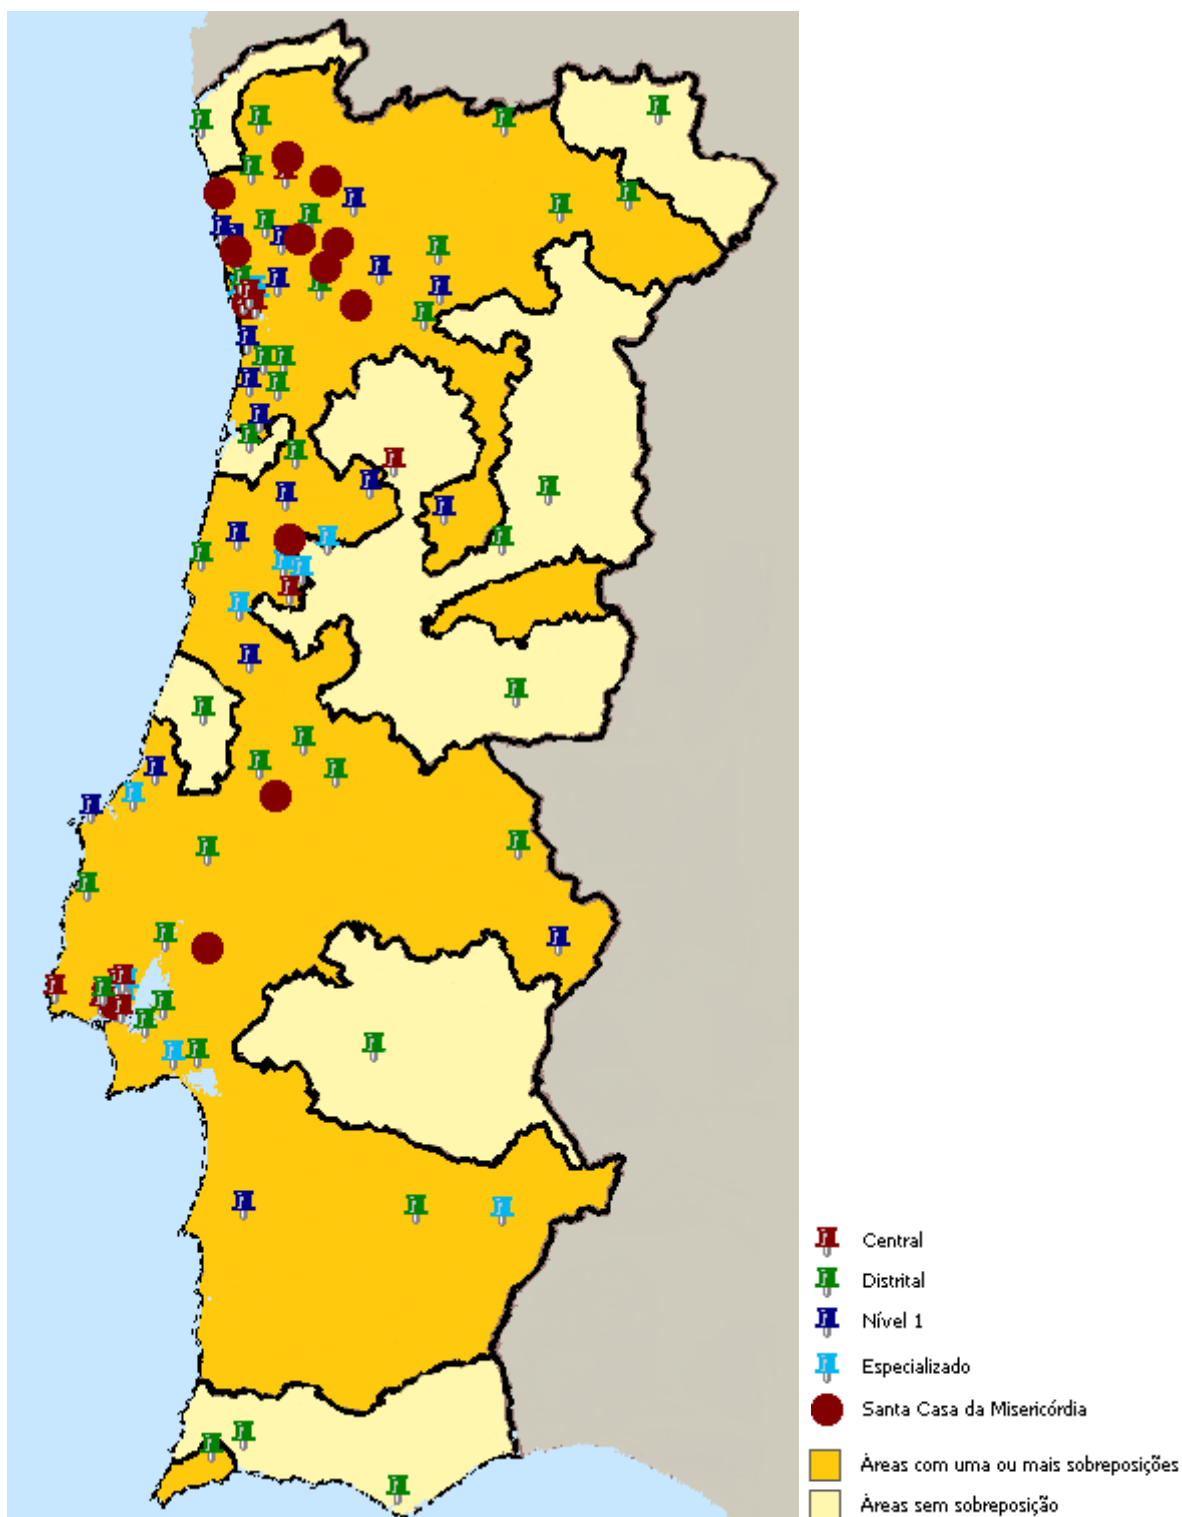 Central
Distrital
Nível 1
Especializado
Santa Casa da Misericórdia
Áreas com uma ou mais sobreposições
Áreas sem sobreposição